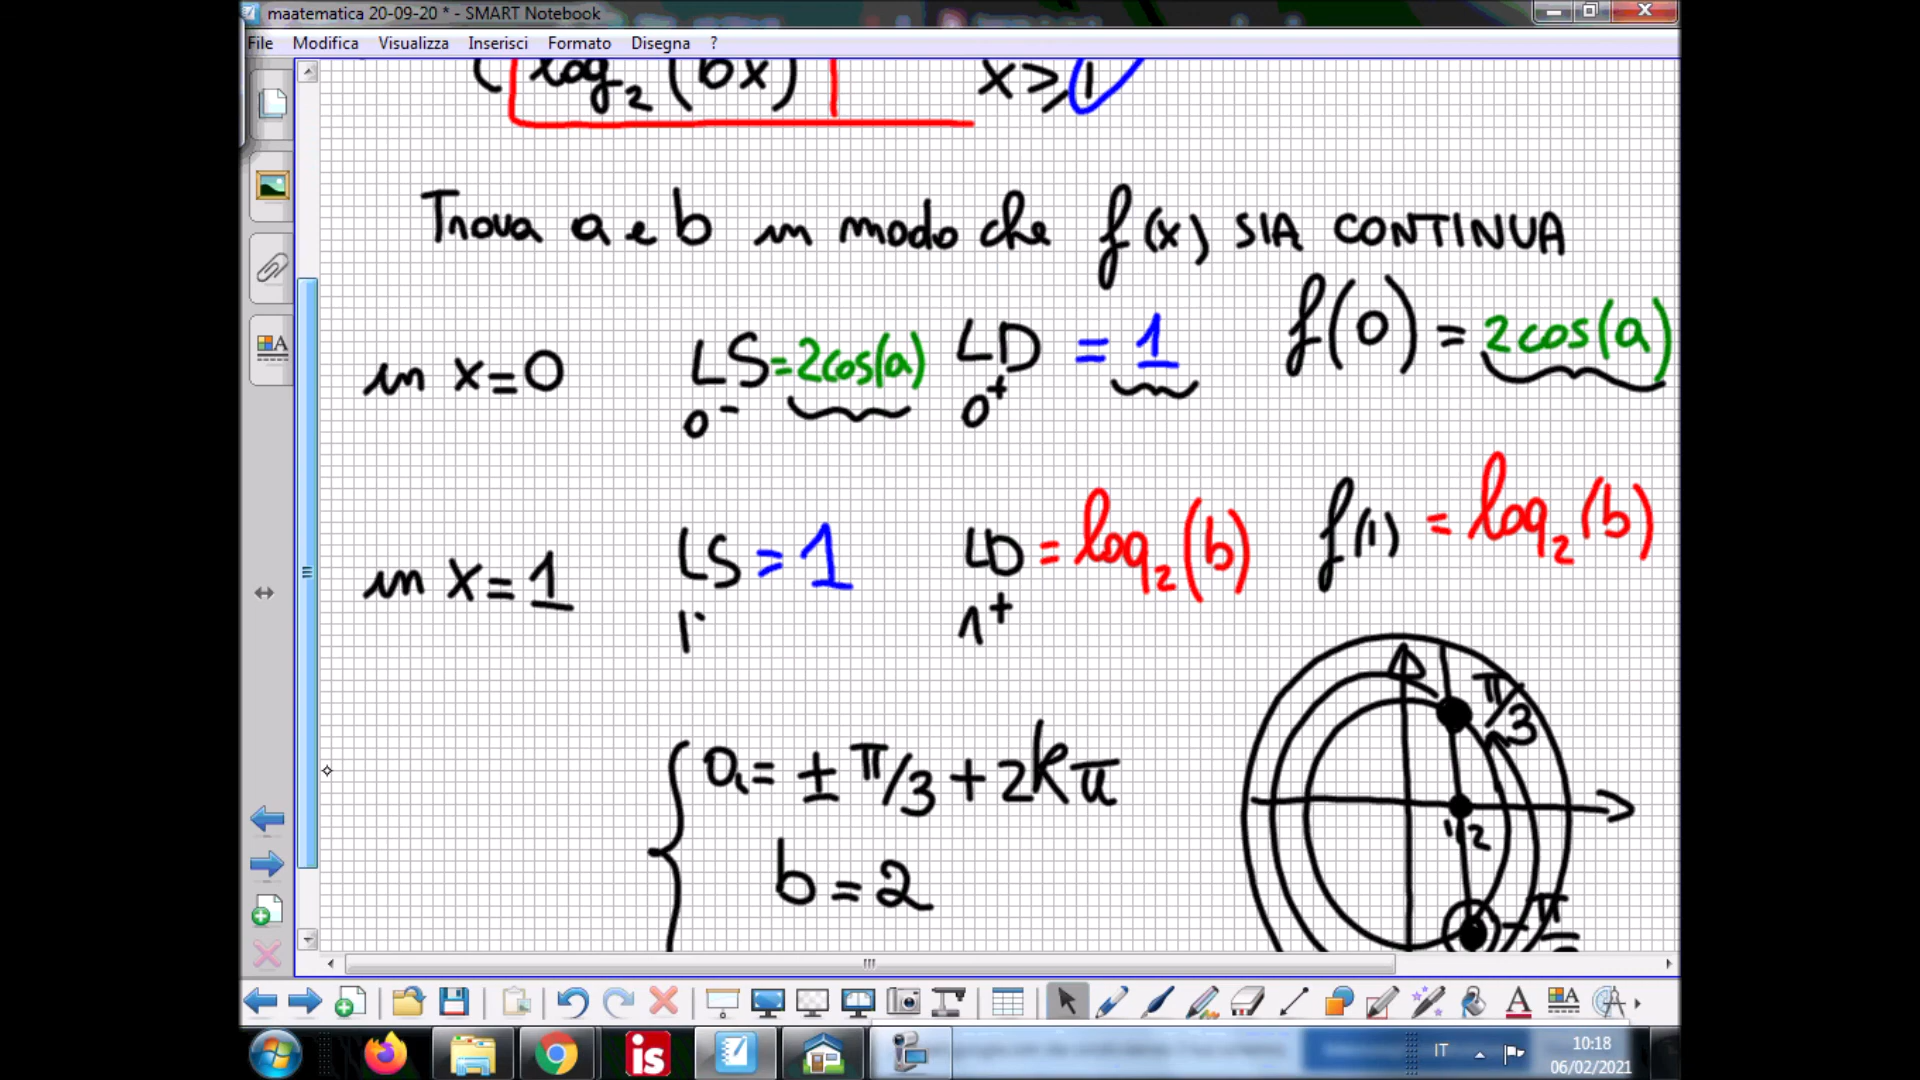 maatematica 20-09-20 * - SMART Notebook
File Modifica Visualizza Inserisci Formato Disegna ?
log₂(bx) x ⩾ 1
Trova a e b in modo che f(x) SIA CONTINUA
in x=0 LS = 2cos(a) LD = 1 f(0) = 2cos(a)
0⁻ 0⁺
in x=1 LS = 1 LD = log₂(b) f(1) = log₂(b)
1⁻ 1⁺
π/3
a = ± π/3 + 2kπ
1/2
b = 2
IT 10:18
06/02/2021